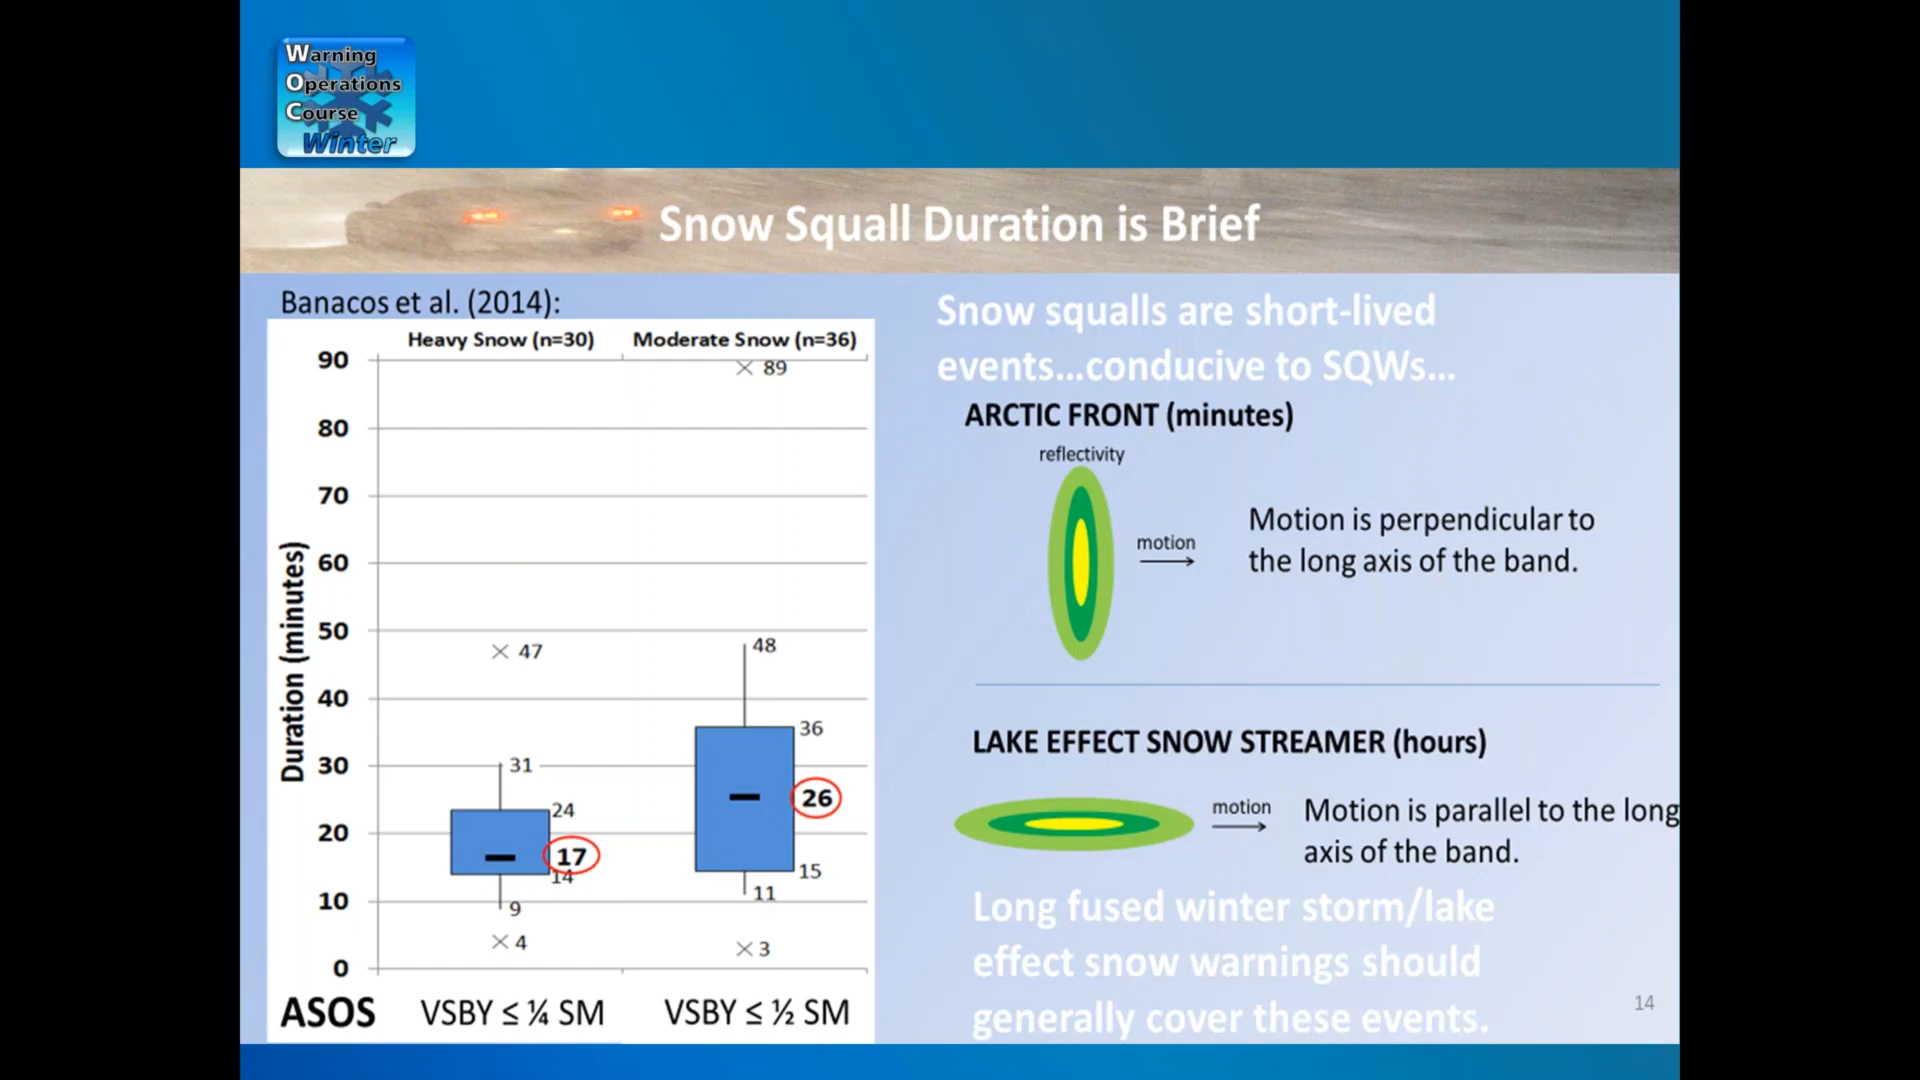 Warning
Operations
Course
Winter
Snow Squall Duration is Brief
Banacos et al. (2014):
Heavy Snow (n=30) Moderate Snow (n=36)
Duration (minutes)
90
80
70
60
50
40
30
20
10
0
47
31
24
17
14
9
4
89
48
36
26
15
11
3
ASOS VSBY ≤ ¼ SM VSBY ≤ ½ SM
Snow squalls are short-lived
events...conducive to SQWs...
ARCTIC FRONT (minutes)
reflectivity
motion
Motion is perpendicular to
the long axis of the band.
LAKE EFFECT SNOW STREAMER (hours)
motion
Motion is parallel to the long
axis of the band.
Long fused winter storm/lake
effect snow warnings should
generally cover these events.
14